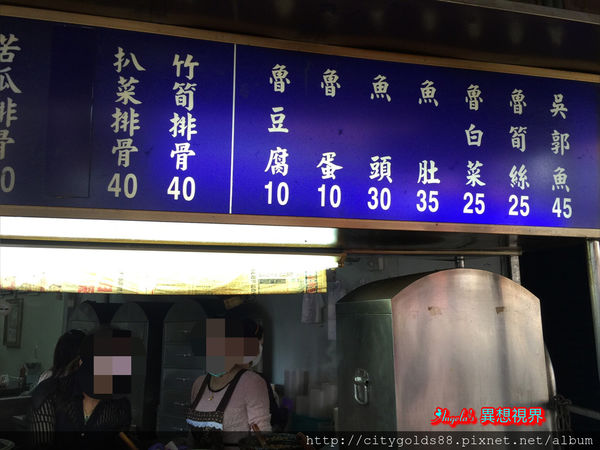 吳郭魚 45
魯筍絲 25
魯白菜 25
魚肚 35
魚頭 30
魯蛋 10
魯豆腐 10
竹筍排骨 40
扒菜排骨 40
苦瓜排骨
Angela's 異想視界
http://citygolds88.pixnet.net/album